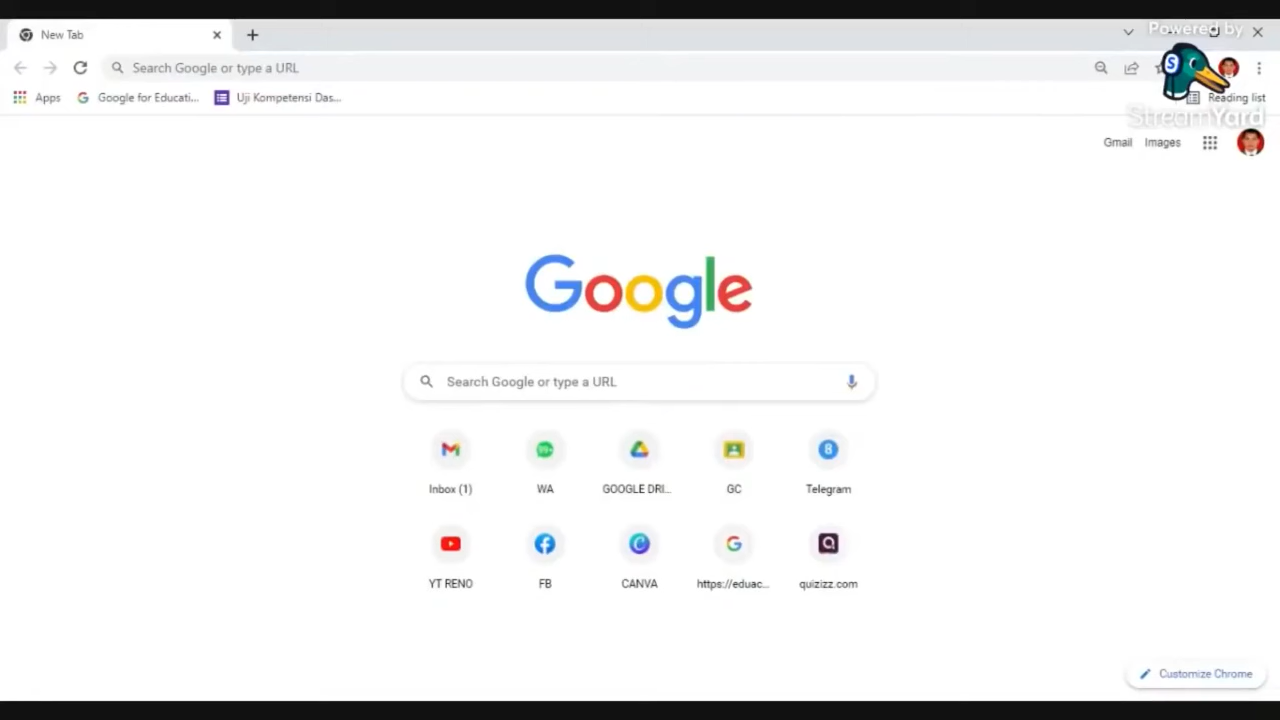 New Tab
Powered by
Search Google or type a URL
Apps
Google for Educati...
Uji Kompetensi Das...
Reading list
StreamYard
Gmail
Images
Google
Search Google or type a URL
Inbox (1)
WA
GOOGLE DRI...
GC
Telegram
YT RENO
FB
CANVA
https://eduac...
quizizz.com
Customize Chrome